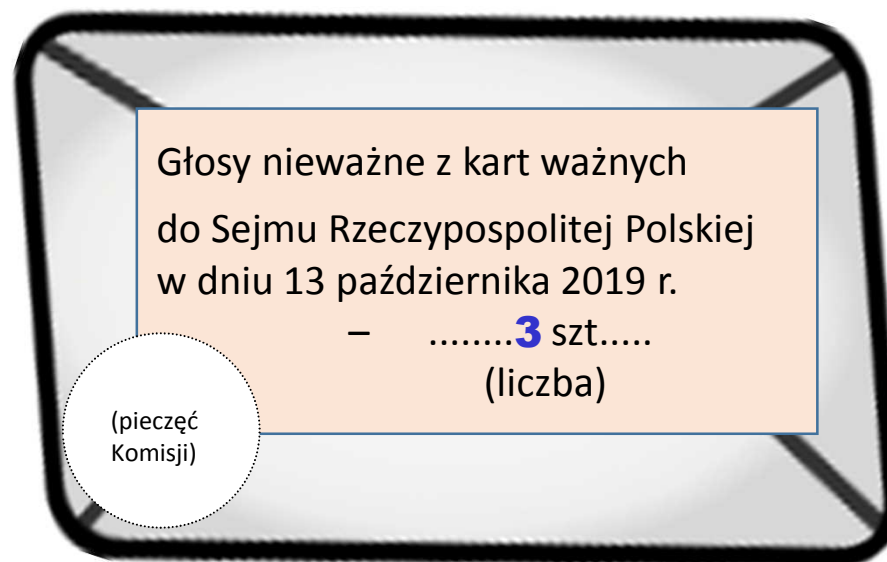 Głosy nieważne z kart ważnych
do Sejmu Rzeczypospolitej Polskiej
w dniu 13 października 2019 r.
– ........3 szt.....
(liczba)
(pieczęć
Komisji)